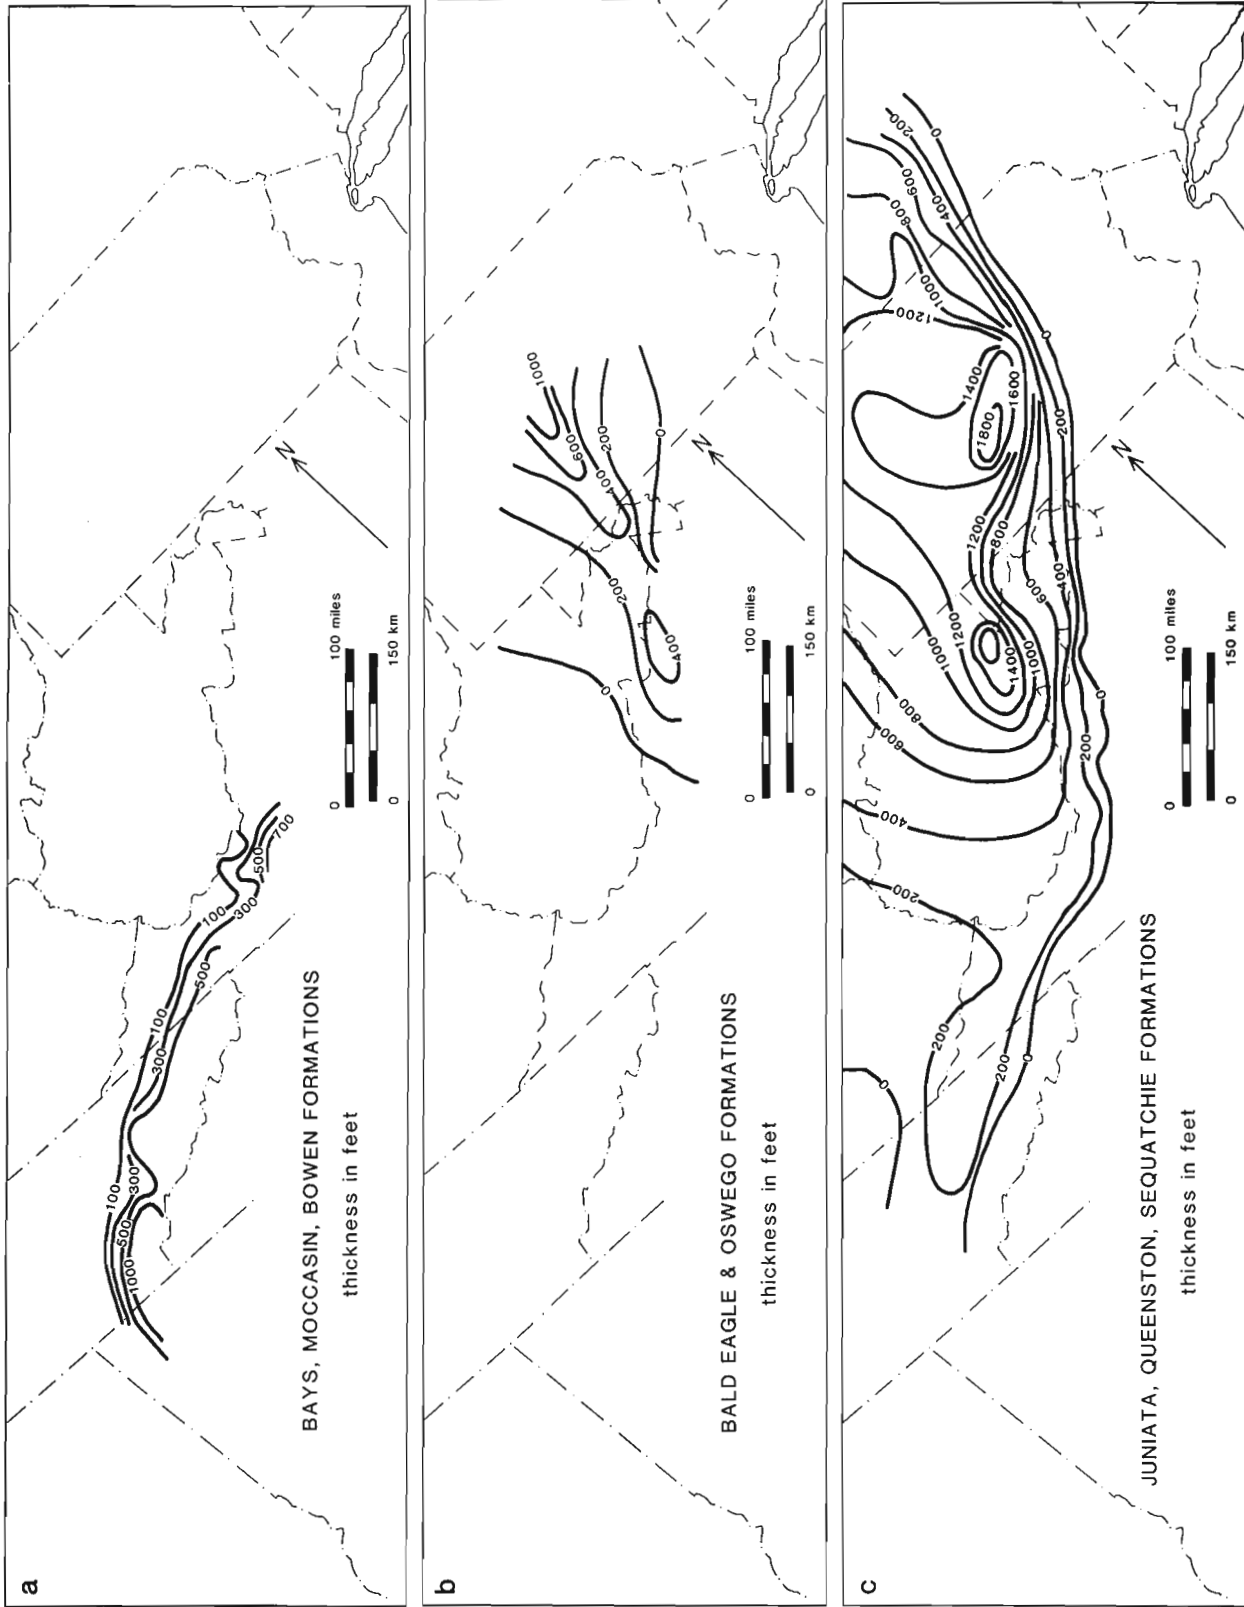 a
BAYS, MOCCASIN, BOWEN FORMATIONS
thickness in feet
1000
500
100
300
300
100
500
100
300
500
700
0 100 miles
0 150 km
N
b
BALD EAGLE & OSWEGO FORMATIONS
thickness in feet
0
400
200
400
200
600
1000
0
0 100 miles
0 150 km
N
c
JUNIATA, QUEENSTON, SEQUATCHIE FORMATIONS
thickness in feet
0
200
200
0
200
400
600
800
1000
1200
1400
1000
200
0
600
400
800
1200
1800
1600
1400
200
1200
1000
800
600
400
200
0
0
0 100 miles
0 150 km
N